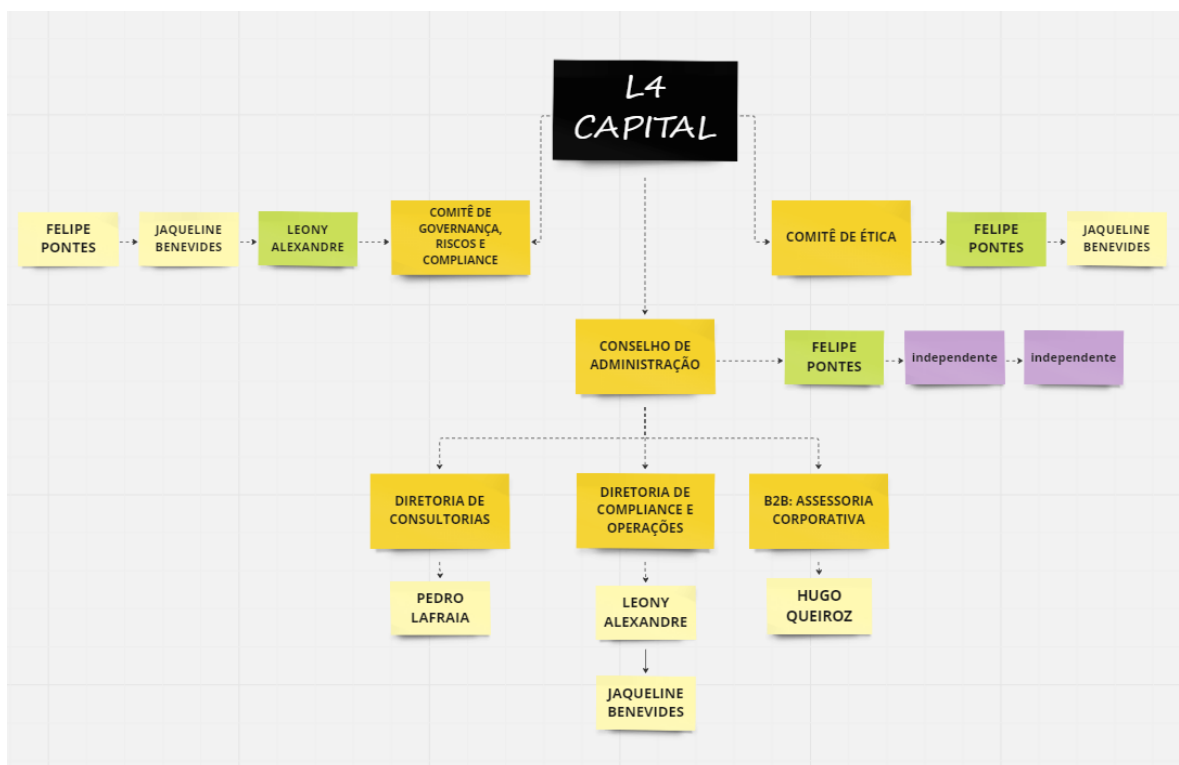 L4
CAPITAL
FELIPE
PONTES
JAQUELINE
BENEVIDES
LEONY
ALEXANDRE
COMITÊ DE
GOVERNANÇA,
RISCOS E
COMPLIANCE
COMITÊ DE ÉTICA
FELIPE
PONTES
JAQUELINE
BENEVIDES
CONSELHO DE
ADMINISTRAÇÃO
FELIPE
PONTES
independente
independente
DIRETORIA DE
CONSULTORIAS
DIRETORIA DE
COMPLIANCE E
OPERAÇÕES
B2B: ASSESSORIA
CORPORATIVA
PEDRO
LAFRAIA
LEONY
ALEXANDRE
HUGO
QUEIROZ
JAQUELINE
BENEVIDES